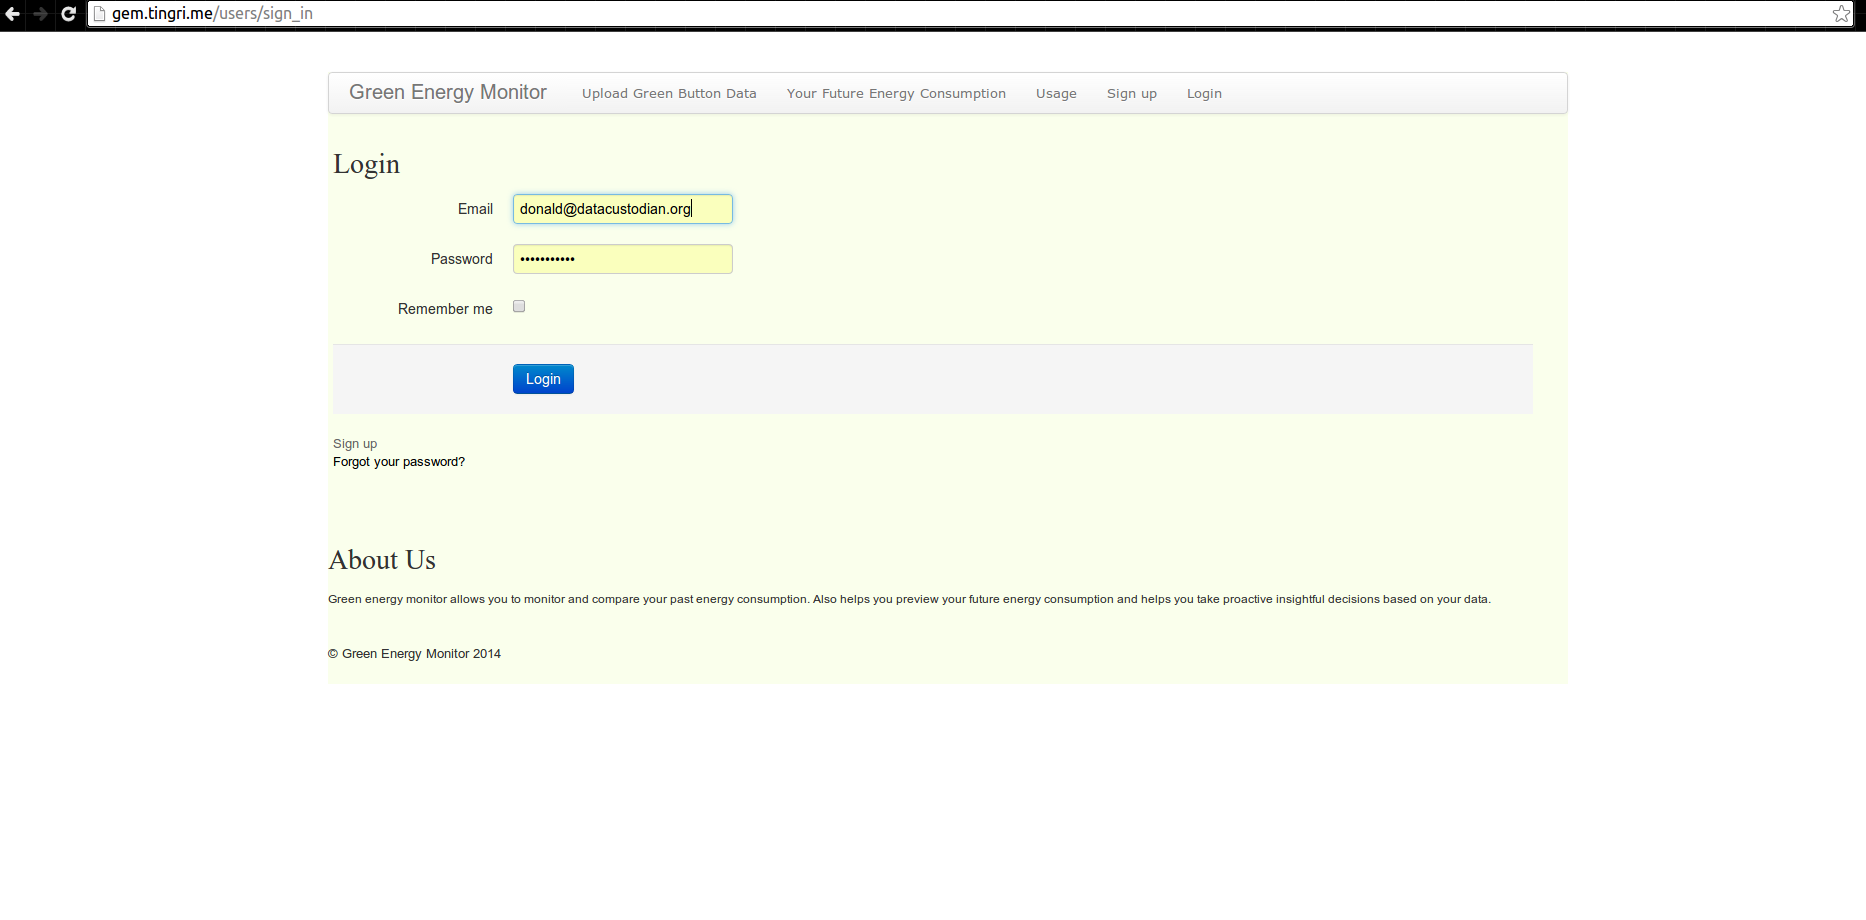 gem.tingri.me/users/sign_in
Green Energy Monitor Upload Green Button Data Your Future Energy Consumption Usage Sign up Login
Login
Email donald@datacustodian.org
Password •••••••••••
Remember me
Login
Sign up
Forgot your password?
About Us
Green energy monitor allows you to monitor and compare your past energy consumption. Also helps you preview your future energy consumption and helps you take proactive insightful decisions based on your data.
© Green Energy Monitor 2014